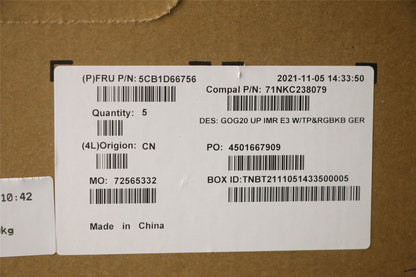 (P)FRU P/N: 5CB1D66756
2021-11-05 14:33:50
Compal P/N: 71NKC238079
Quantity: 5
DES: GOG20 UP IMR E3 W/TP&RGBKB GER
(4L)Origion: CN
PO: 4501667909
MO: 72565332
BOX ID:TNBT2111051433500005
Made in China
10:42
kg